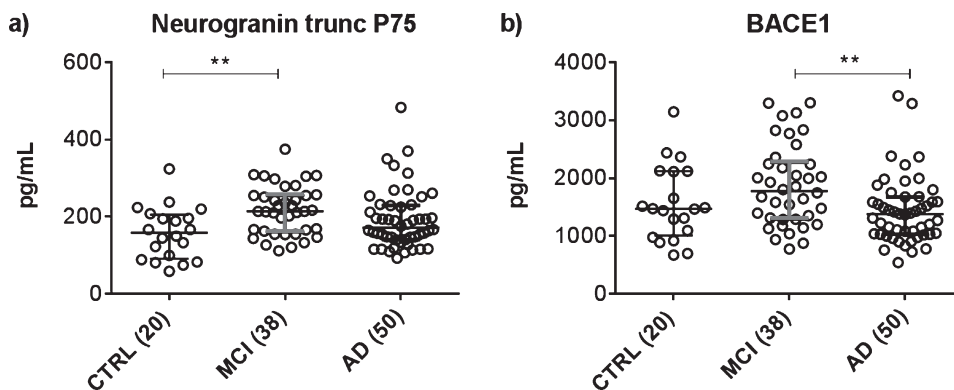 a) Neurogranin trunc P75
600
400
200
0
pg/mL
**
CTRL (20)
MCI (38)
AD (50)
b) BACE1
4000
3000
2000
1000
0
pg/mL
**
CTRL (20)
MCI (38)
AD (50)